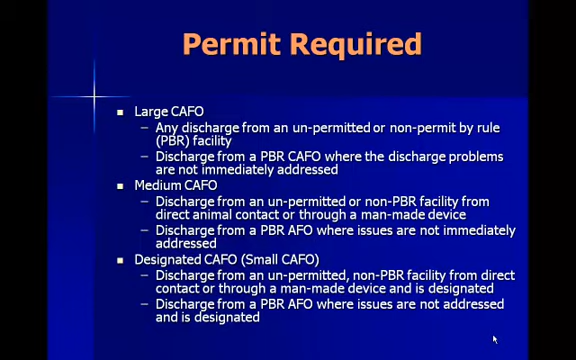 Permit Required
Large CAFO
– Any discharge from an un-permitted or non-permit by rule
(PBR) facility
– Discharge from a PBR CAFO where the discharge problems
are not immediately addressed
Medium CAFO
– Discharge from an un-permitted or non-PBR facility from
direct animal contact or through a man-made device
– Discharge from a PBR AFO where issues are not immediately
addressed
Designated CAFO (Small CAFO)
– Discharge from an un-permitted, non-PBR facility from direct
contact or through a man-made device and is designated
– Discharge from a PBR AFO where issues are not addressed
and is designated